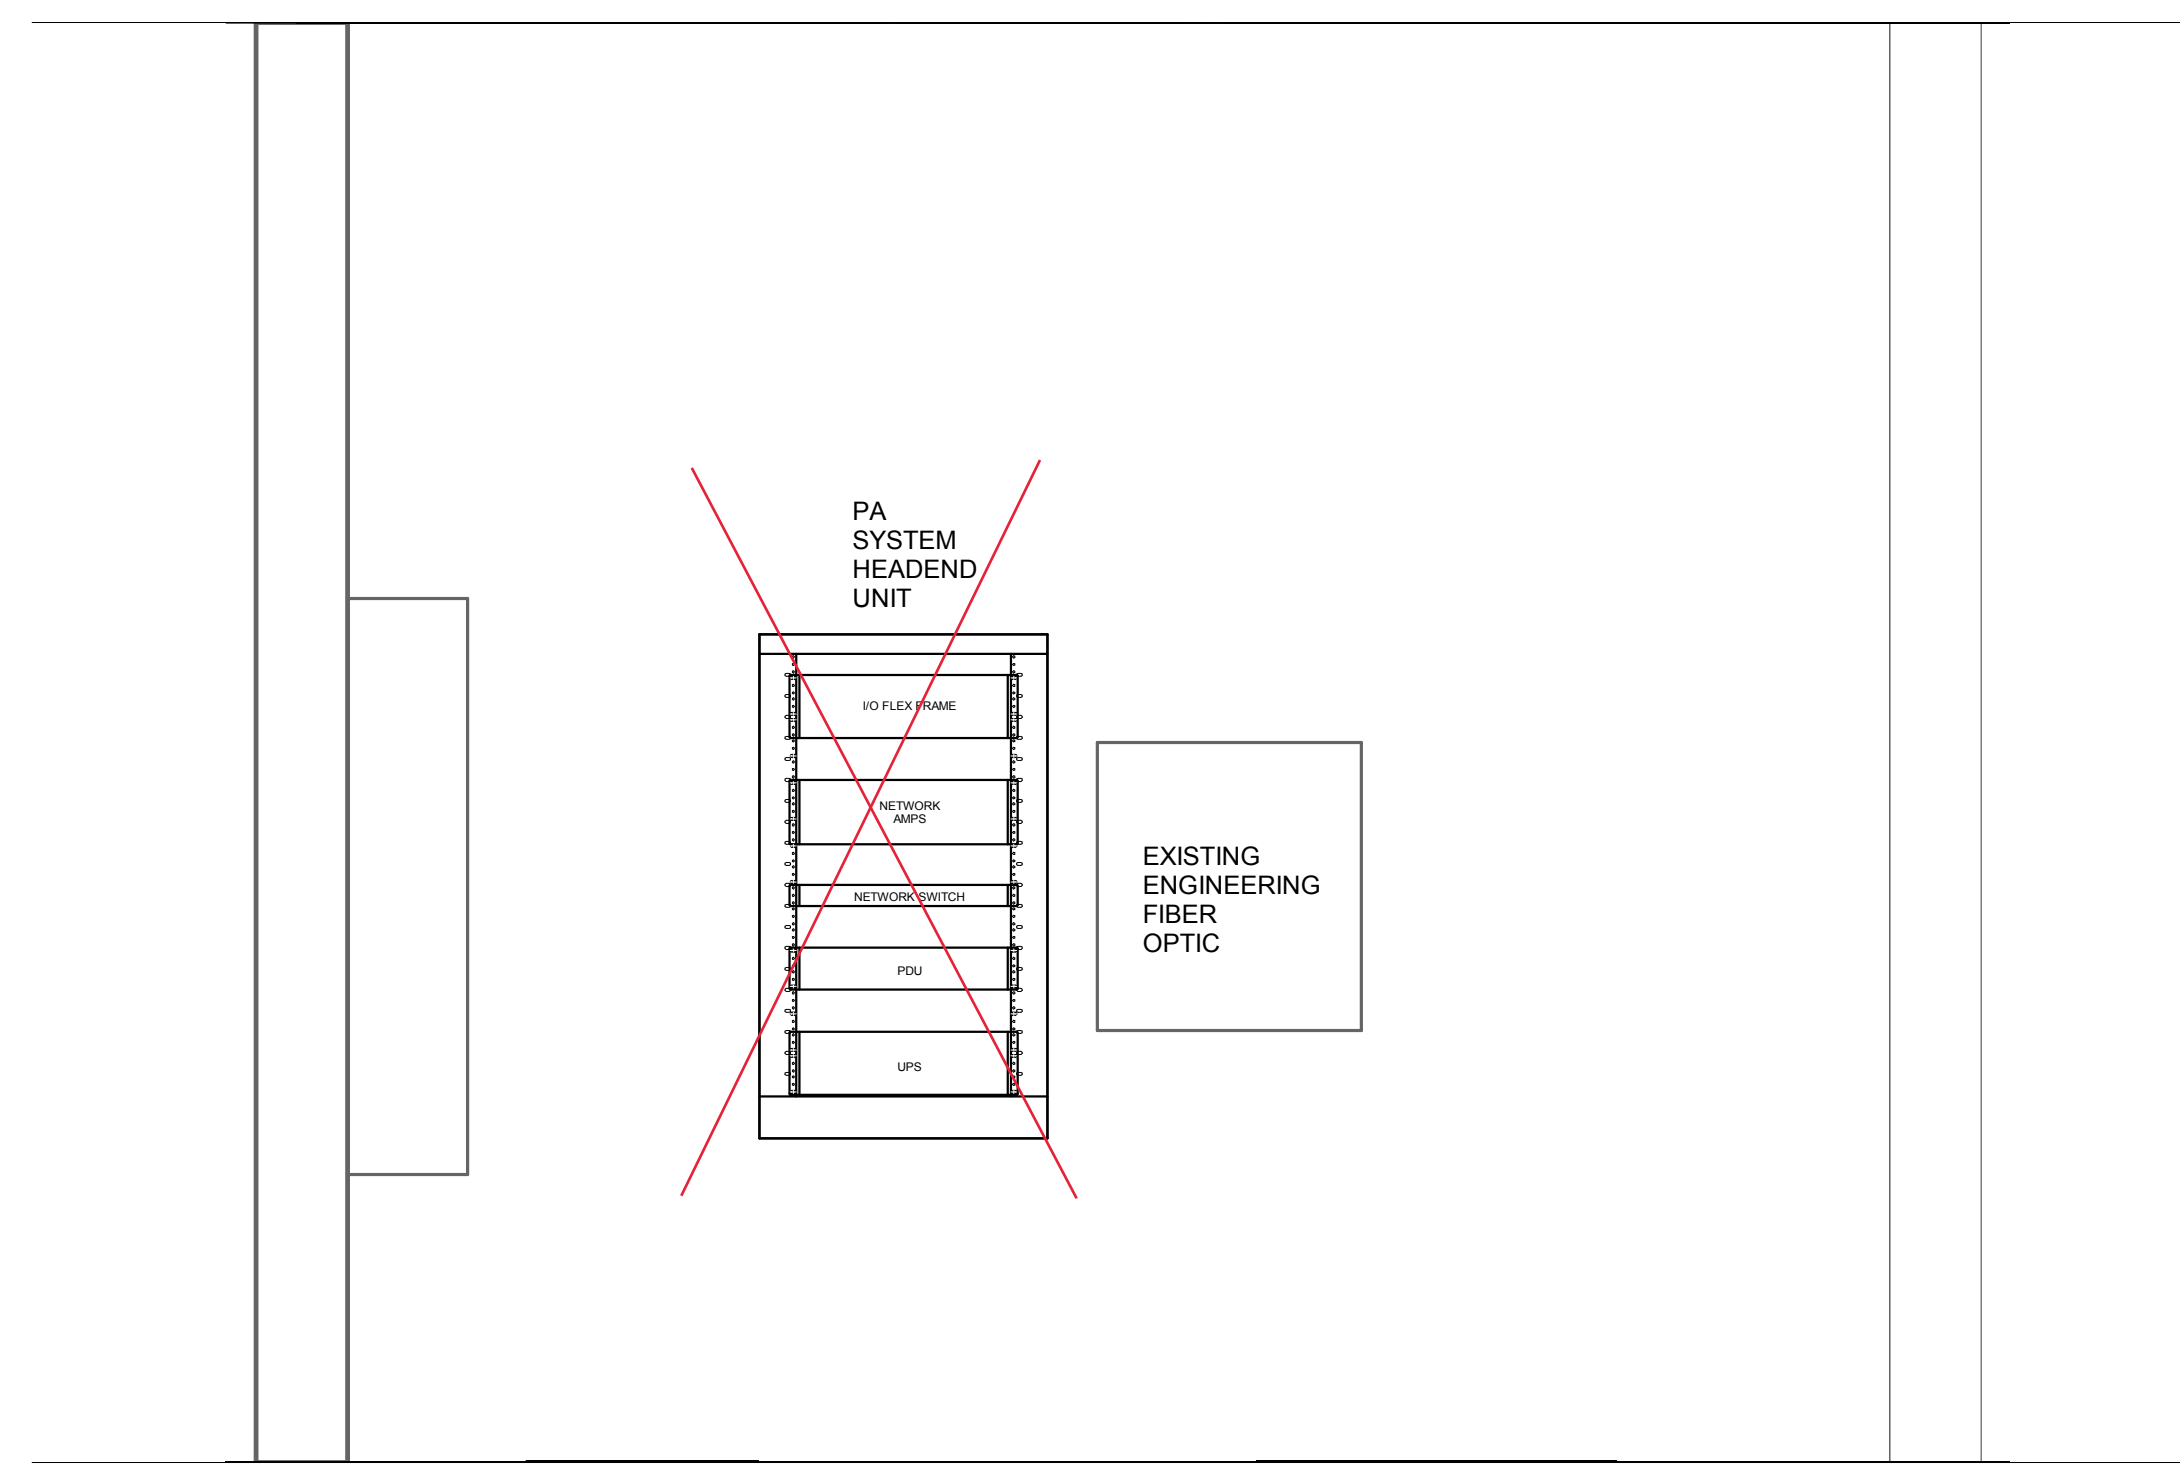 PA
SYSTEM
HEADEND
UNIT
I/O FLEX FRAME
NETWORK
AMPS
NETWORK SWITCH
PDU
UPS
EXISTING
ENGINEERING
FIBER
OPTIC